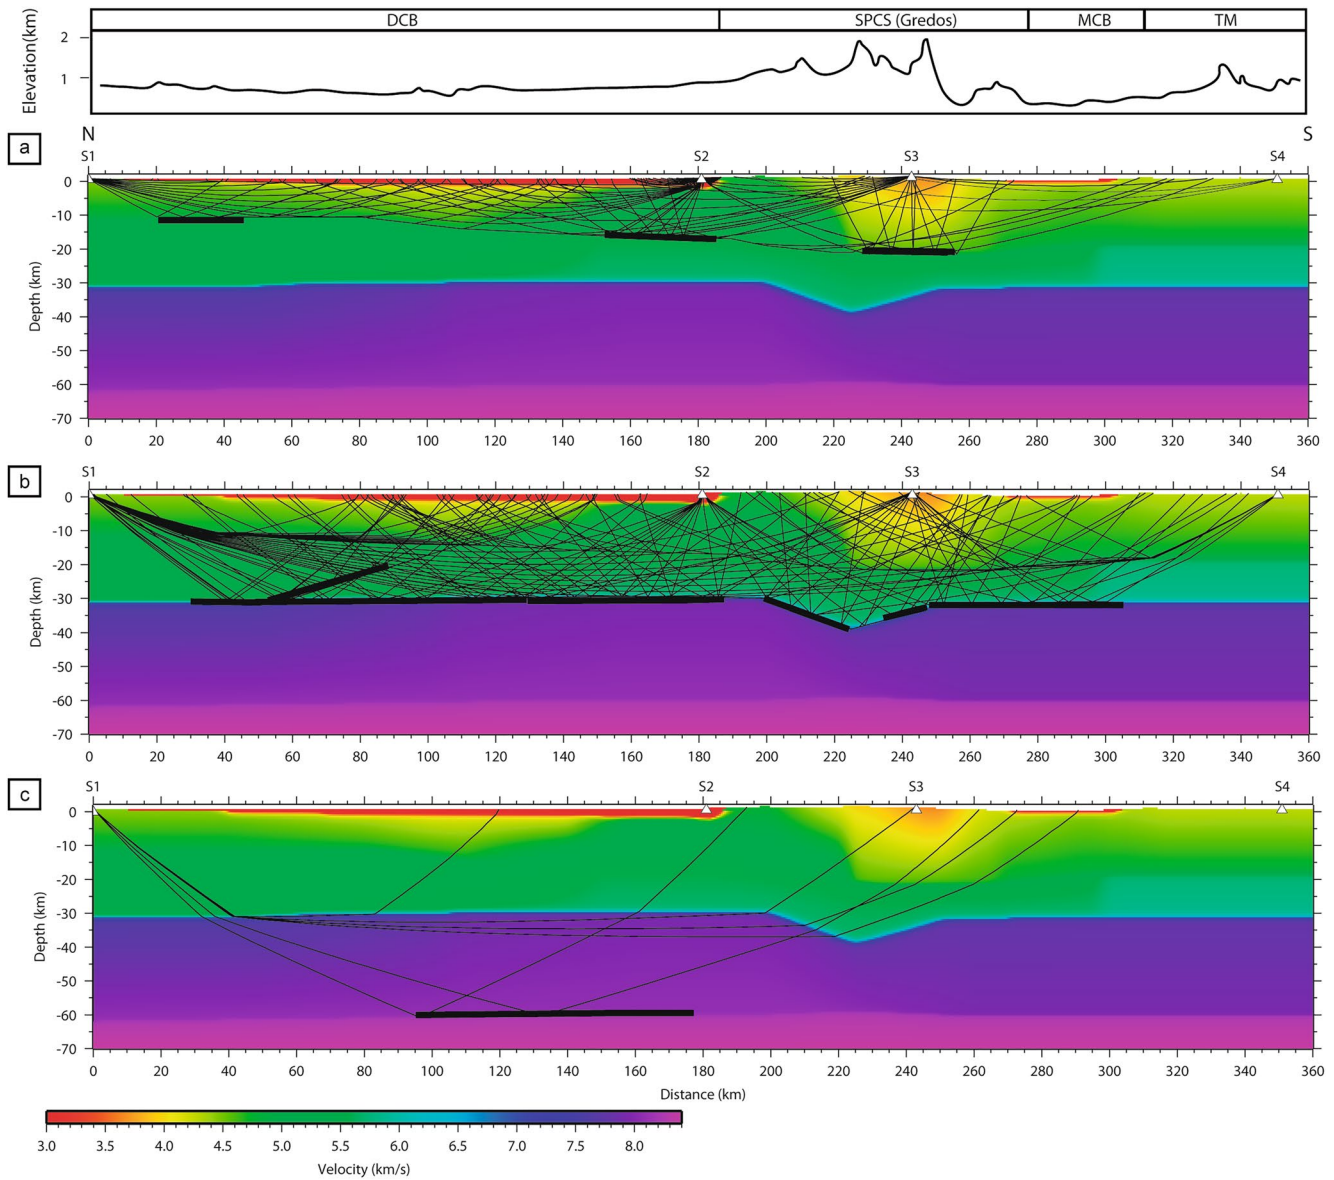 DCB SPCS (Gredos) MCB TM
Elevation(km)
2
1
N S
a
S1 S2 S3 S4
Depth (km)
0
-10
-20
-30
-40
-50
-60
-70
0 20 40 60 80 100 120 140 160 180 200 220 240 260 280 300 320 340 360
b
S1 S2 S3 S4
Depth (km)
0
-10
-20
-30
-40
-50
-60
-70
0 20 40 60 80 100 120 140 160 180 200 220 240 260 280 300 320 340 360
c
S1 S2 S3 S4
Depth (km)
0
-10
-20
-30
-40
-50
-60
-70
0 20 40 60 80 100 120 140 160 180 200 220 240 260 280 300 320 340 360
Distance (km)
3.0 3.5 4.0 4.5 5.0 5.5 6.0 6.5 7.0 7.5 8.0
Velocity (km/s)